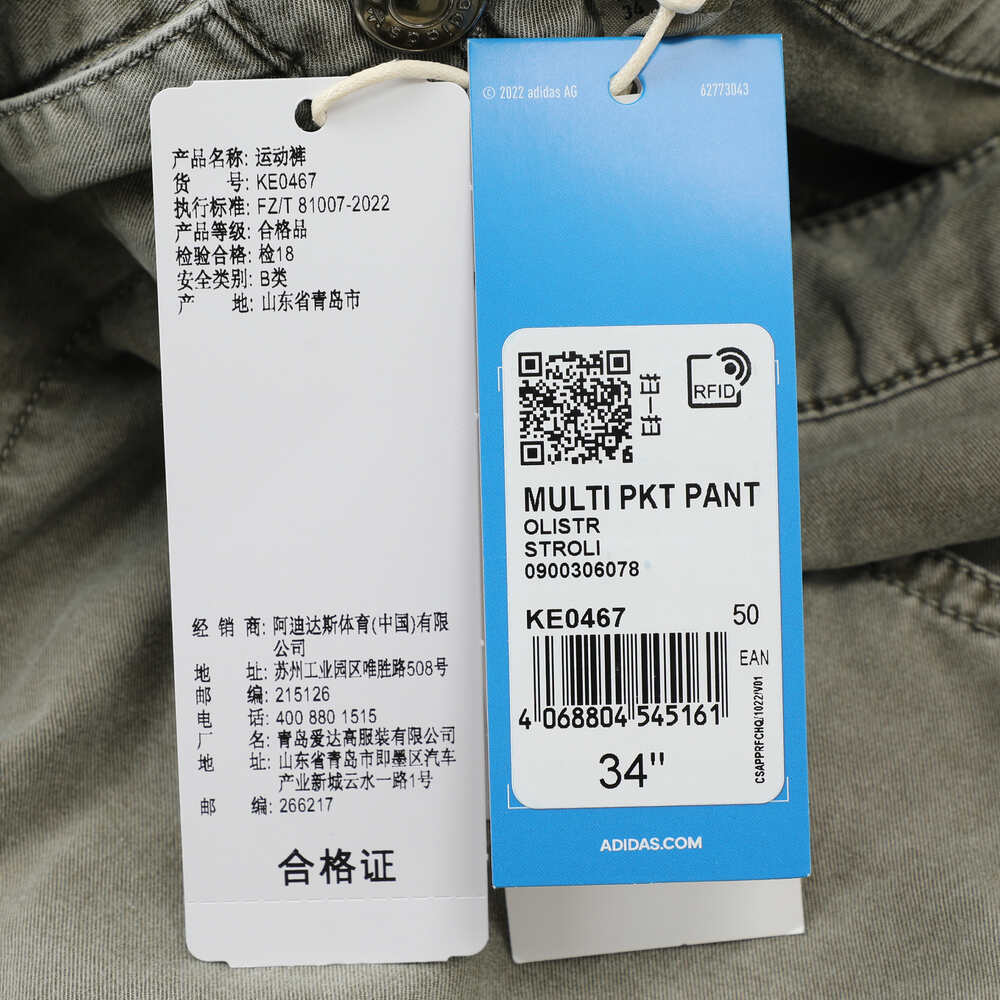 产品名称: 运动裤
货 号: KE0467
执行标准: FZ/T 81007-2022
产品等级: 合格品
检验合格: 检18
安全类别: B类
产 地: 山东省青岛市
经 销 商: 阿迪达斯体育(中国)有限
公司
地 址: 苏州工业园区唯胜路508号
邮 编: 215126
电 话: 400 880 1515
厂 名: 青岛爱达高服装有限公司
地 址: 山东省青岛市即墨区汽车
产业新城云水一路1号
邮 编: 266217
合格证
34
© 2022 adidas AG
62773043
扫一扫
RFID
MULTI PKT PANT
OLISTR
STROLI
0900306078
KE0467 50
EAN
4 068804 545161
CSAPPRFCHQ/1022/V01
34"
ADIDAS.COM